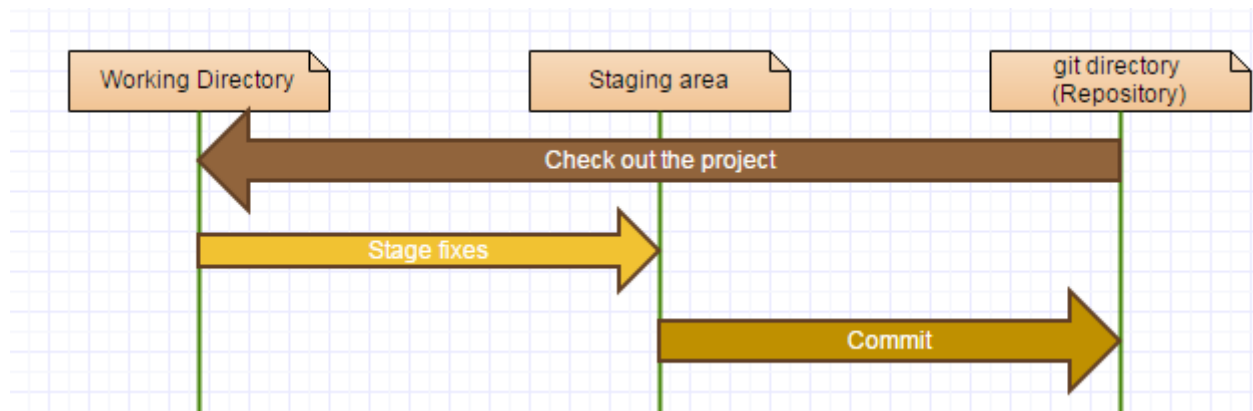 Working Directory
Staging area
git directory
(Repository)
Check out the project
Stage fixes
Commit